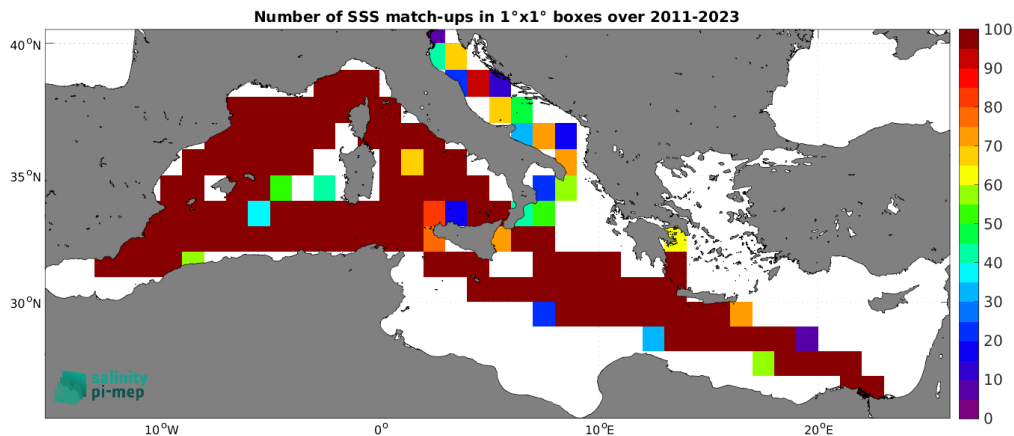 Number of SSS match-ups in 1°x1° boxes over 2011-2023
40°N
35°N
30°N
10°W
0°
10°E
20°E
100
90
80
70
60
50
40
30
20
10
0
salinity
pi-mep